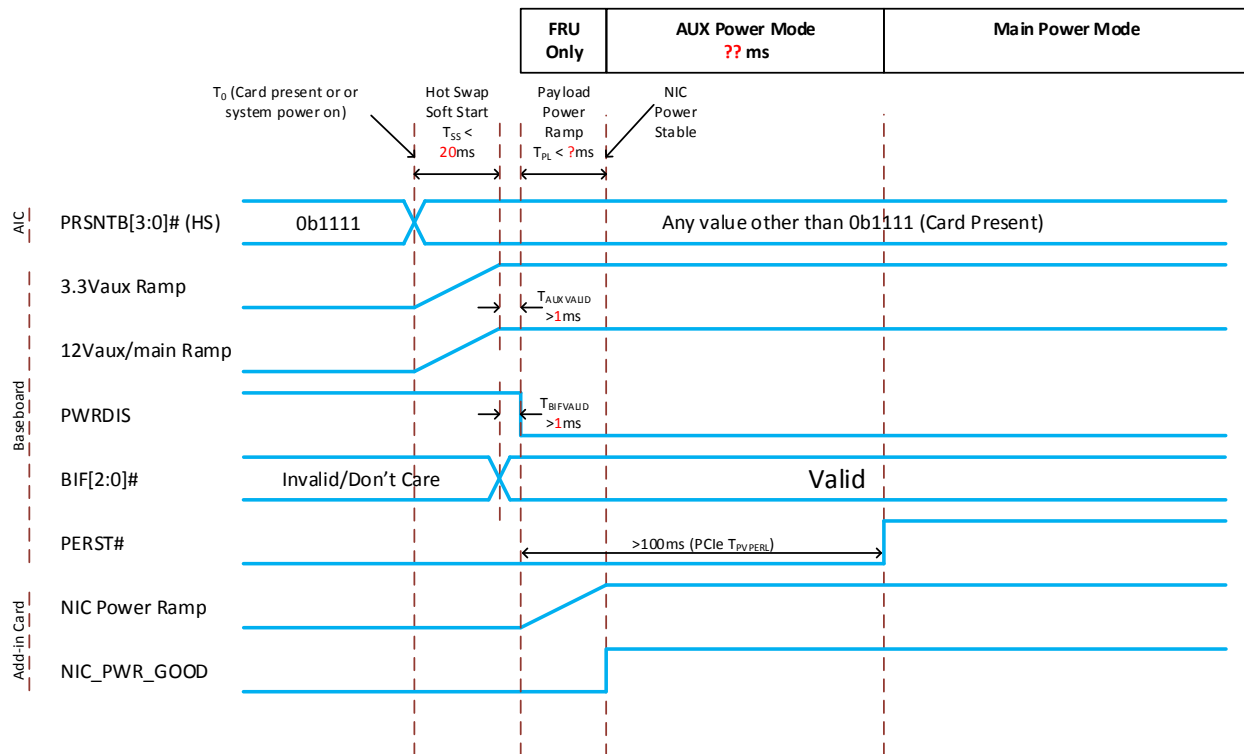 FRU
Only
AUX Power Mode
?? ms
Main Power Mode
T0 (Card present or or
system power on)
Hot Swap
Soft Start
TSS <
20ms
Payload
Power
Ramp
TPL < ?ms
NIC
Power
Stable
AIC
PRSNTB[3:0]# (HS)
0b1111
Any value other than 0b1111 (Card Present)
3.3Vaux Ramp
TAUXVALID
>1ms
12Vaux/main Ramp
Baseboard
PWRDIS
TBIFVALID
>1ms
BIF[2:0]#
Invalid/Don't Care
Valid
PERST#
>100ms (PCIe TPVPERL)
Add-in Card
NIC Power Ramp
NIC_PWR_GOOD